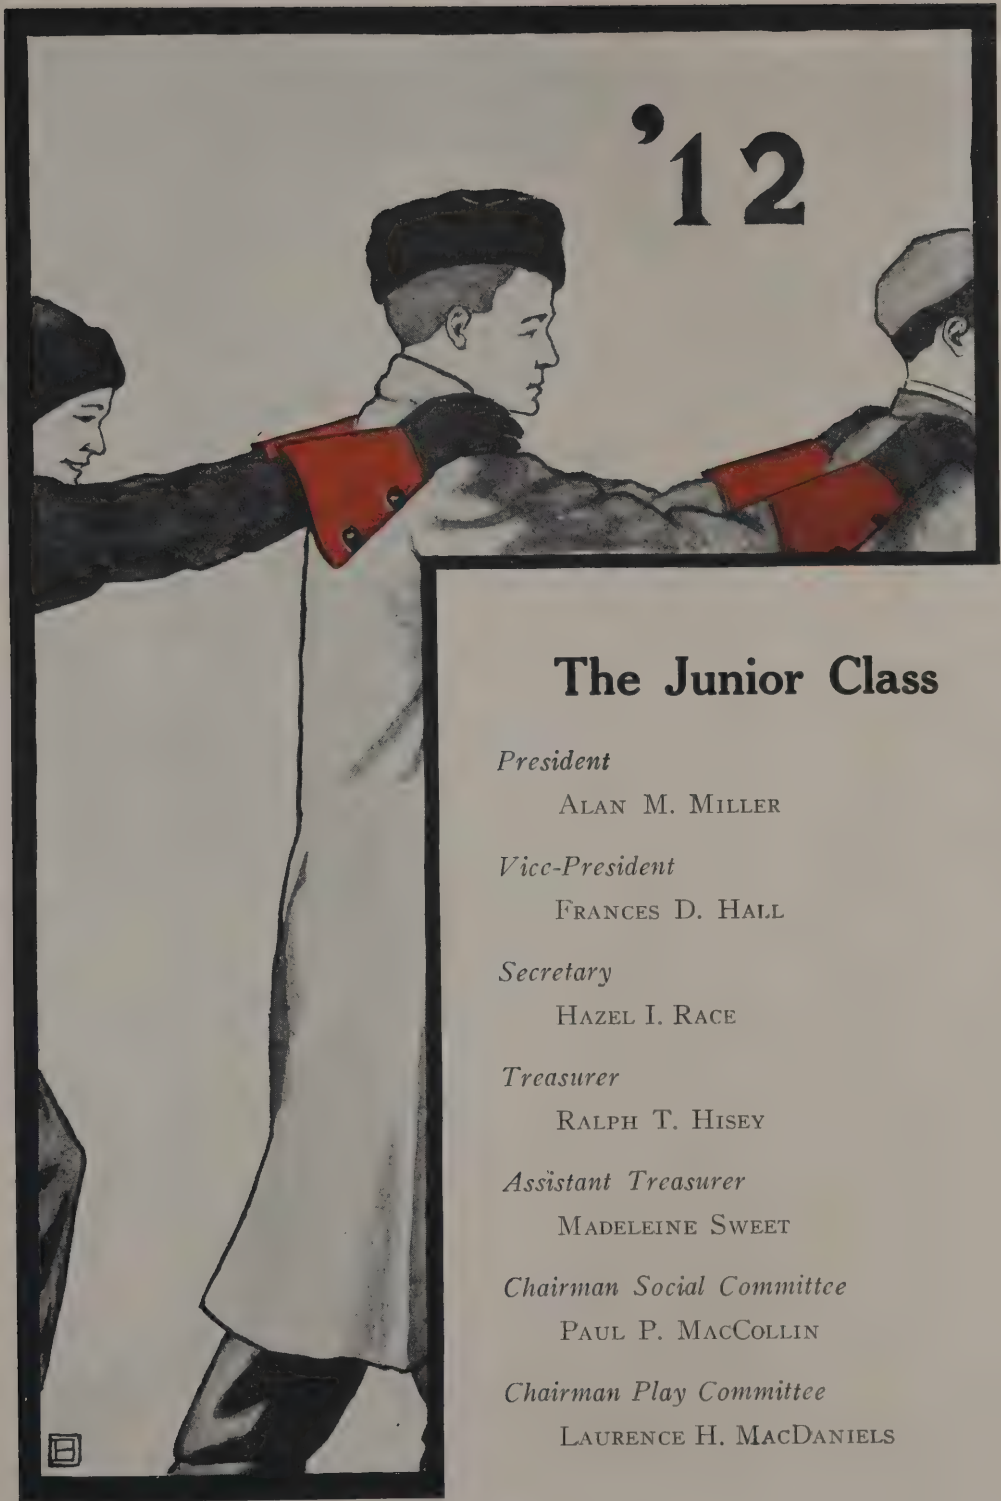 ’12
The Junior Class
President
ALAN M. MILLER
Vice-President
FRANCES D. HALL
Secretary
HAZEL I. RACE
Treasurer
RALPH T. HISEY
Assistant Treasurer
MADELEINE SWEET
Chairman Social Committee
PAUL P. MACCOLLIN
Chairman Play Committee
LAURENCE H. MACDANIELS